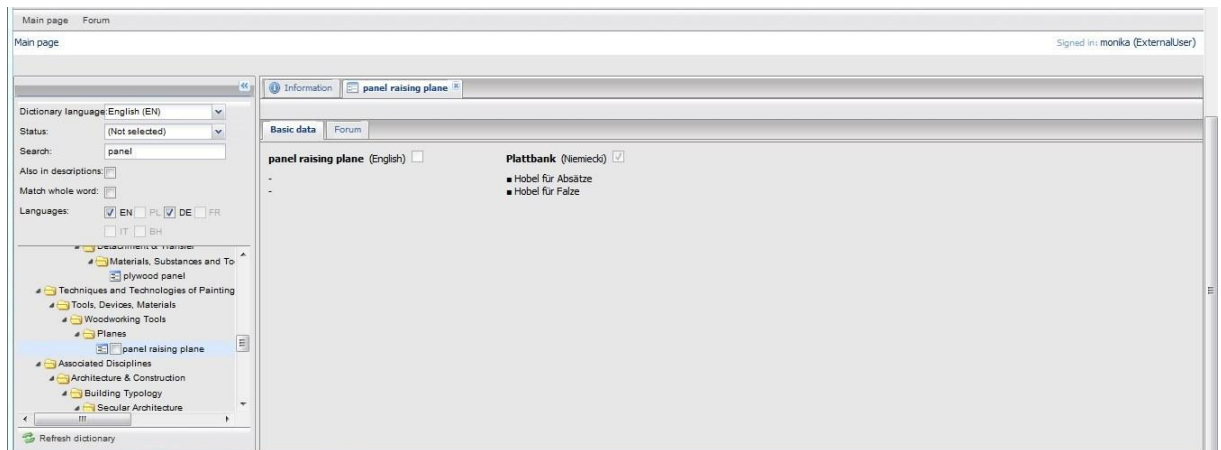 Main page Forum
Main page
Signed in: monika (ExternalUser)
Dictionary language: English (EN)
Status: (Not selected)
Search: panel
Also in descriptions:
Match whole word:
Languages: EN PL DE FR
IT BH
Detachment & Transfer
Materials, Substances and To
plywood panel
Techniques and Technologies of Painting
Tools, Devices, Materials
Woodworking Tools
Planes
panel raising plane
Associated Disciplines
Architecture & Construction
Building Typology
Secular Architecture
Refresh dictionary
Information panel raising plane
Basic data Forum
panel raising plane (English) Plattbank (Niemiecki)
- ▪ Hobel für Absätze
- ▪ Hobel für Falze